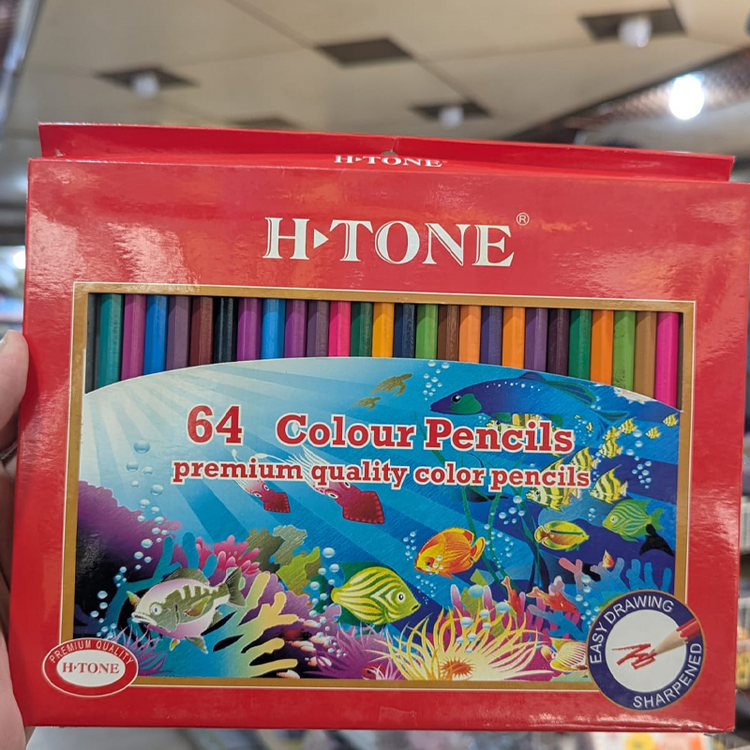 H▸TONE
H▸TONE®
64 Colour Pencils
premium quality color pencils
PREMIUM QUALITY
H▸TONE
EASY DRAWING
SHARPENED